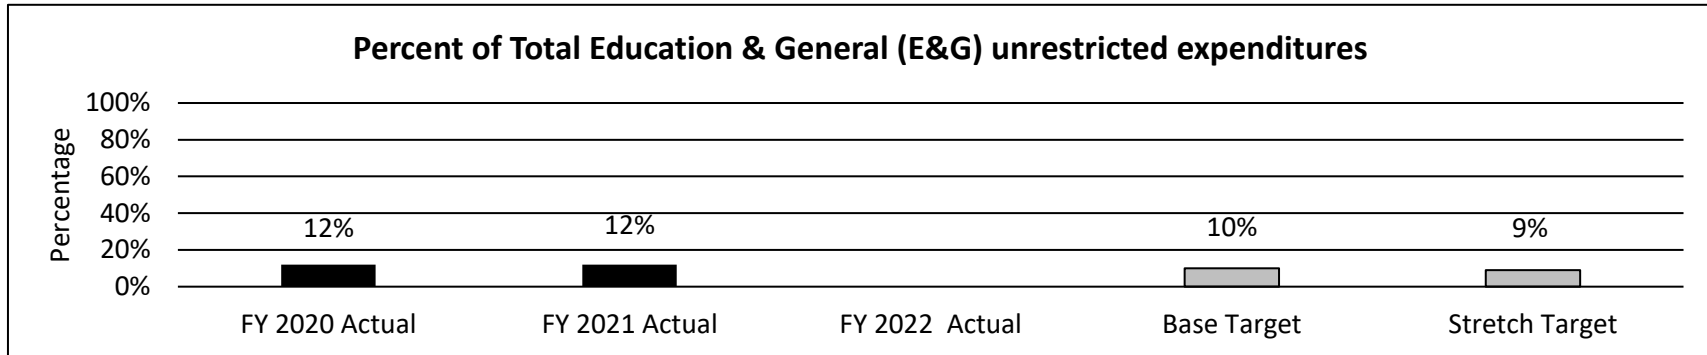 Percent of Total Education & General (E&G) unrestricted expenditures
Percentage
100%
80%
60%
40%
20%
0%
12%
12%
10%
9%
FY 2020 Actual
FY 2021 Actual
FY 2022  Actual
Base Target
Stretch Target